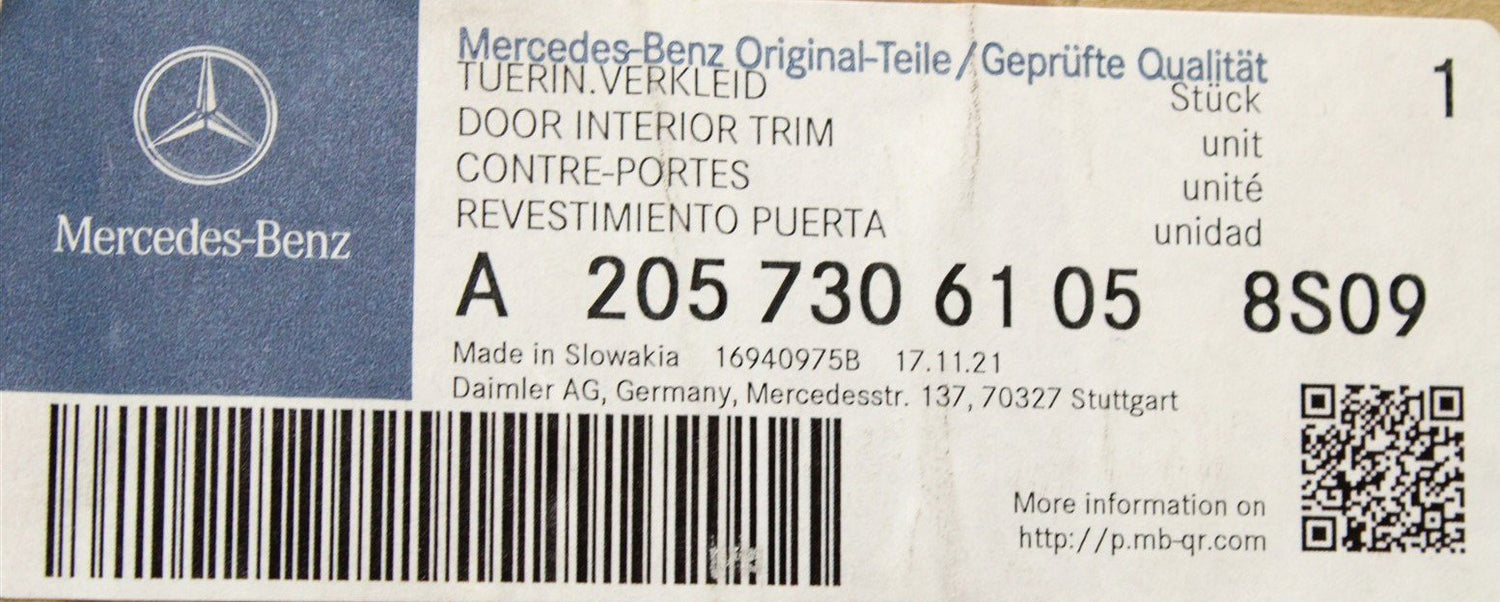 Mercedes-Benz
Mercedes-Benz Original-Teile/Geprüfte Qualität
TUERIN.VERKLEID Stück 1
DOOR INTERIOR TRIM unit
CONTRE-PORTES unité
REVESTIMIENTO PUERTA unidad
A 205 730 61 05 8S09
Made in Slowakia 16940975B 17.11.21
Daimler AG, Germany, Mercedesstr. 137, 70327 Stuttgart
More information on
http://p.mb-qr.com